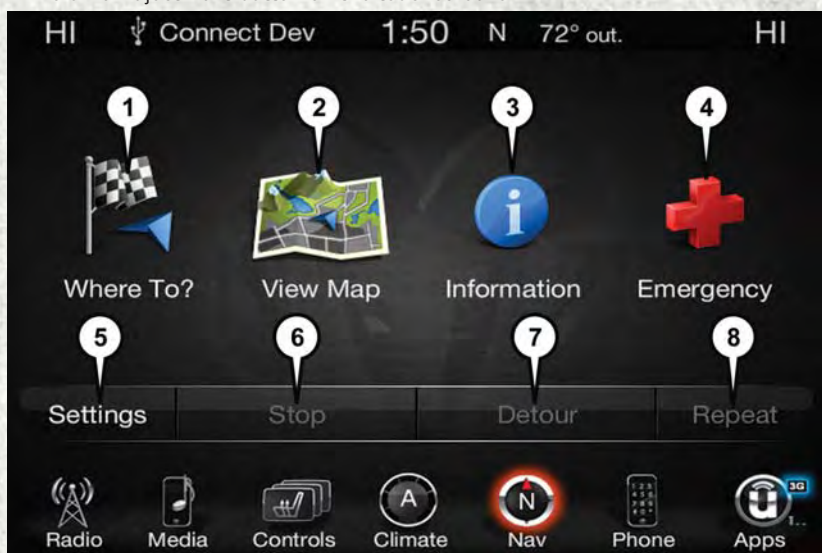 HI Connect Dev 1:50 N 72° out. HI
1 2 3 4
Where To? View Map Information Emergency
5 6 7 8
Settings Stop Detour Repeat
A N 3G
Radio Media Controls Climate Nav Phone Apps